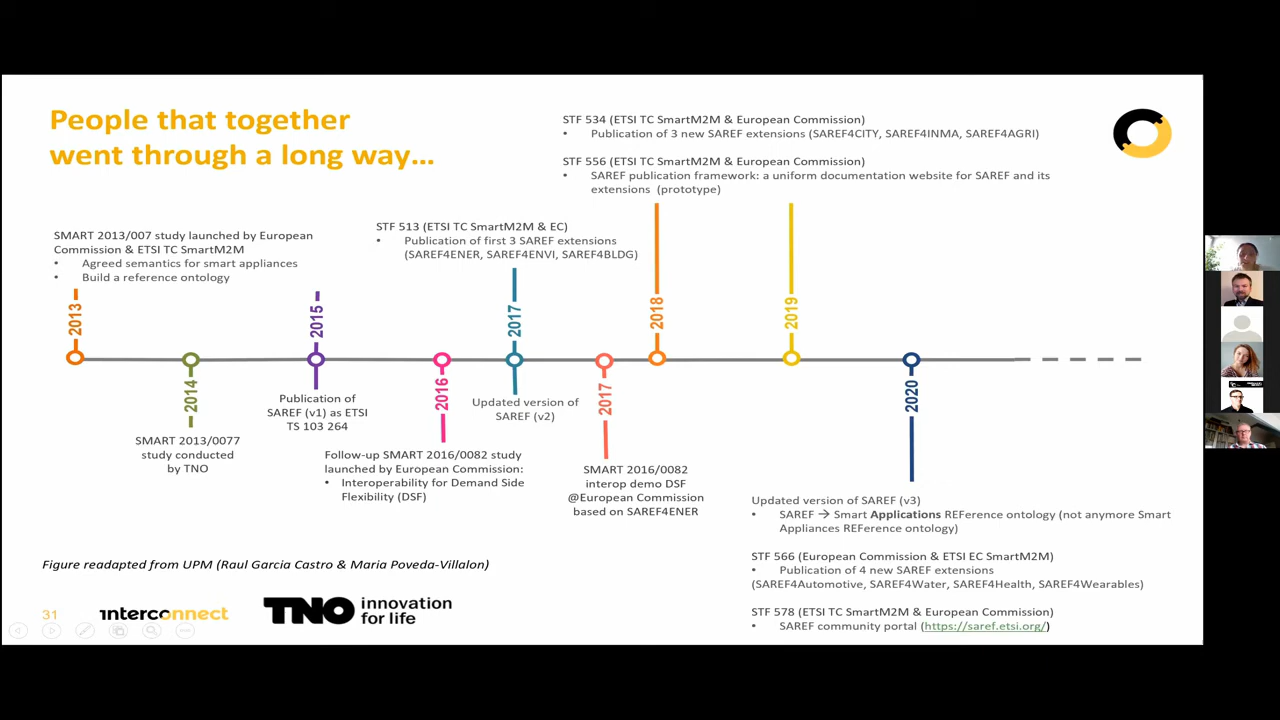 People that together
went through a long way...
STF 534 (ETSI TC SmartM2M & European Commission)
• Publication of 3 new SAREF extensions (SAREF4CITY, SAREF4INMA, SAREF4AGRI)
STF 556 (ETSI TC SmartM2M & European Commission)
• SAREF publication framework: a uniform documentation website for SAREF and its
extensions (prototype)
SMART 2013/007 study launched by European
Commission & ETSI TC SmartM2M
• Agreed semantics for smart appliances
• Build a reference ontology
STF 513 (ETSI TC SmartM2M & EC)
• Publication of first 3 SAREF extensions
(SAREF4ENER, SAREF4ENVI, SAREF4BLDG)
2013
2015
2017
2018
2019
2014
2016
2017
2020
SMART 2013/0077
study conducted
by TNO
Publication of
SAREF (v1) as ETSI
TS 103 264
Follow-up SMART 2016/0082 study
launched by European Commission:
• Interoperability for Demand Side
Flexibility (DSF)
Updated version of
SAREF (v2)
SMART 2016/0082
interop demo DSF
@European Commission
based on SAREF4ENER
Updated version of SAREF (v3)
• SAREF → Smart Applications REFerence ontology (not anymore Smart
Appliances REFerence ontology)
STF 566 (European Commission & ETSI EC SmartM2M)
• Publication of 4 new SAREF extensions
(SAREF4Automotive, SAREF4Water, SAREF4Health, SAREF4Wearables)
STF 578 (ETSI TC SmartM2M & European Commission)
• SAREF community portal (https://saref.etsi.org/)
Figure readapted from UPM (Raul Garcia Castro & Maria Poveda-Villalon)
31
interconnect
TNO innovation
for life